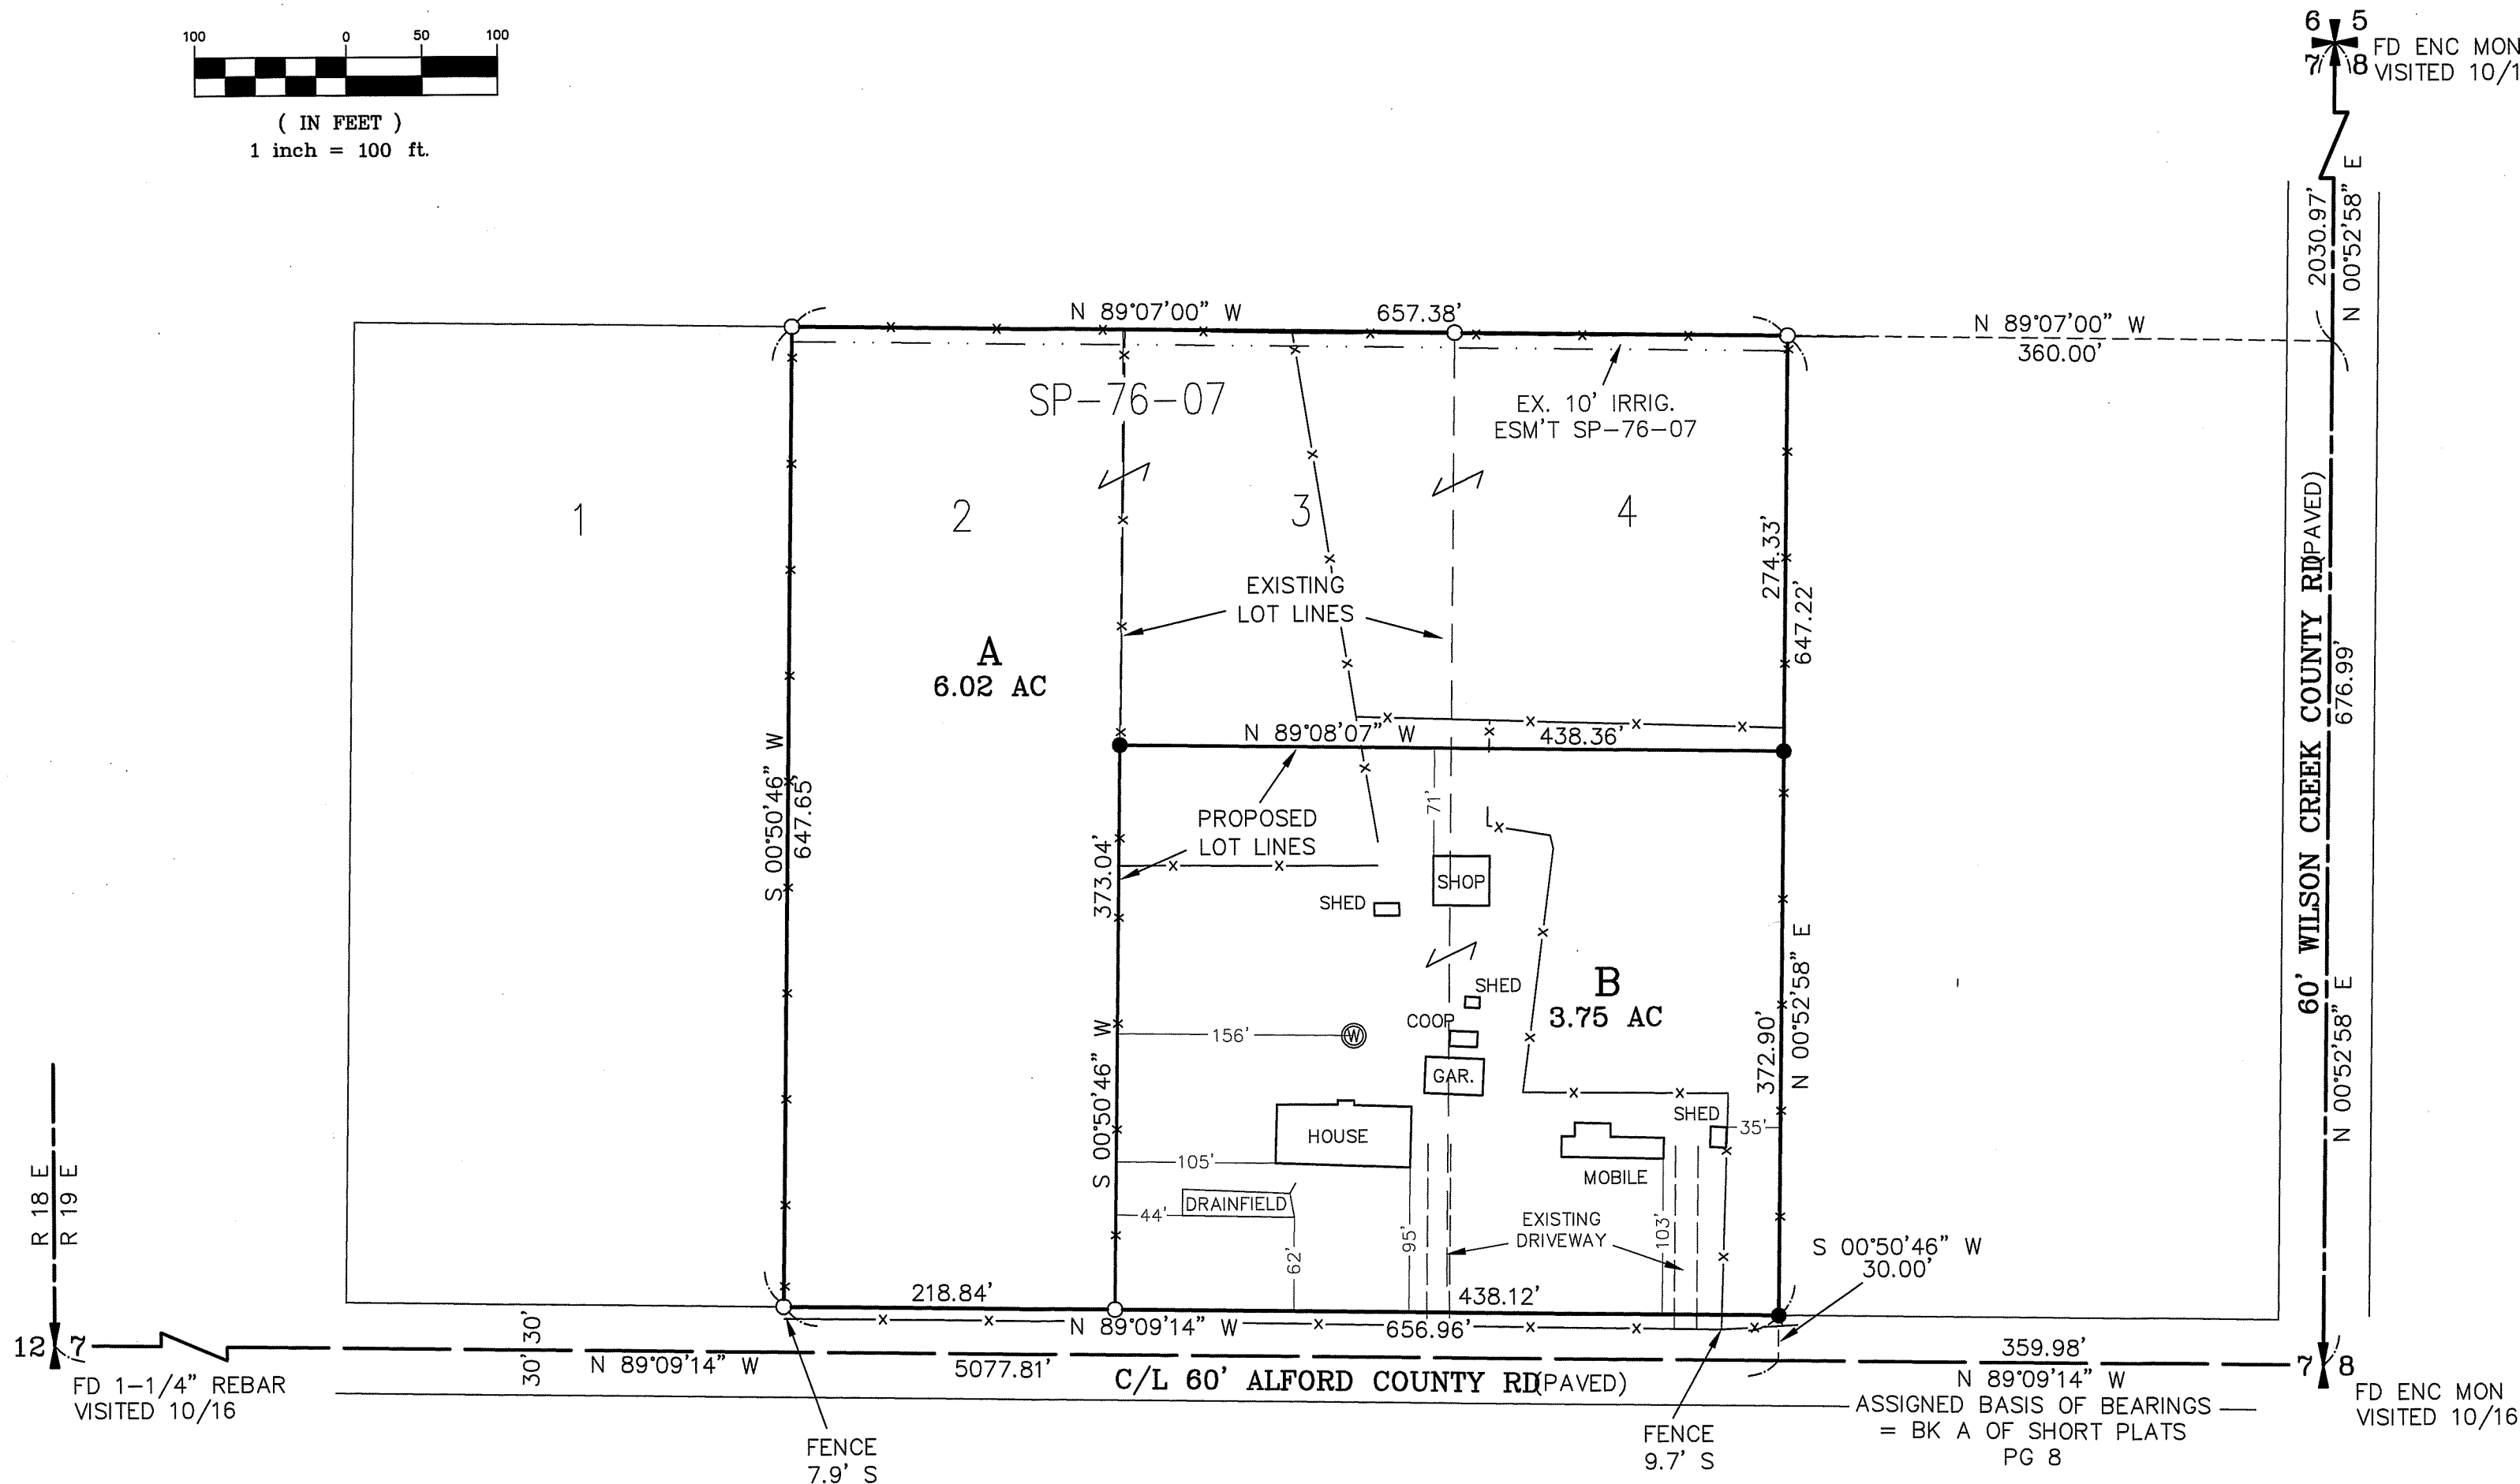 100 0 50 100
( IN FEET )
1 inch = 100 ft.
6 5
7 8
FD ENC MON
VISITED 10/1
2030.97'
N 00°52'58" E
N 89°07'00" W 657.38'
N 89°07'00" W
360.00'
SP-76-07
EX. 10' IRRIG.
ESM'T SP-76-07
1
2
3
4
EXISTING
LOT LINES
274.33'
647.22'
A
6.02 AC
S 00°50'46" W
647.65'
N 89°08'07" W 438.36'
PROPOSED
LOT LINES
373.04'
S 00°50'46" W
71'
SHOP
SHED
SHED
COOP
GAR.
156'
W
B
3.75 AC
372.90'
N 00°52'58" E
60' WILSON CREEK COUNTY RD (PAVED)
676.99'
N 00°52'58" E
HOUSE
105'
DRAINFIELD
44'
62'
95'
SHED
35'
MOBILE
103'
EXISTING
DRIVEWAY
S 00°50'46" W
30.00'
R 18 E
R 19 E
12 7
FD 1-1/4" REBAR
VISITED 10/16
218.84'
438.12'
N 89°09'14" W 656.96'
30' 30'
N 89°09'14" W 5077.81'
C/L 60' ALFORD COUNTY RD (PAVED)
359.98'
N 89°09'14" W
ASSIGNED BASIS OF BEARINGS
= BK A OF SHORT PLATS
PG 8
7 8
FD ENC MON
VISITED 10/16
FENCE
7.9' S
FENCE
9.7' S